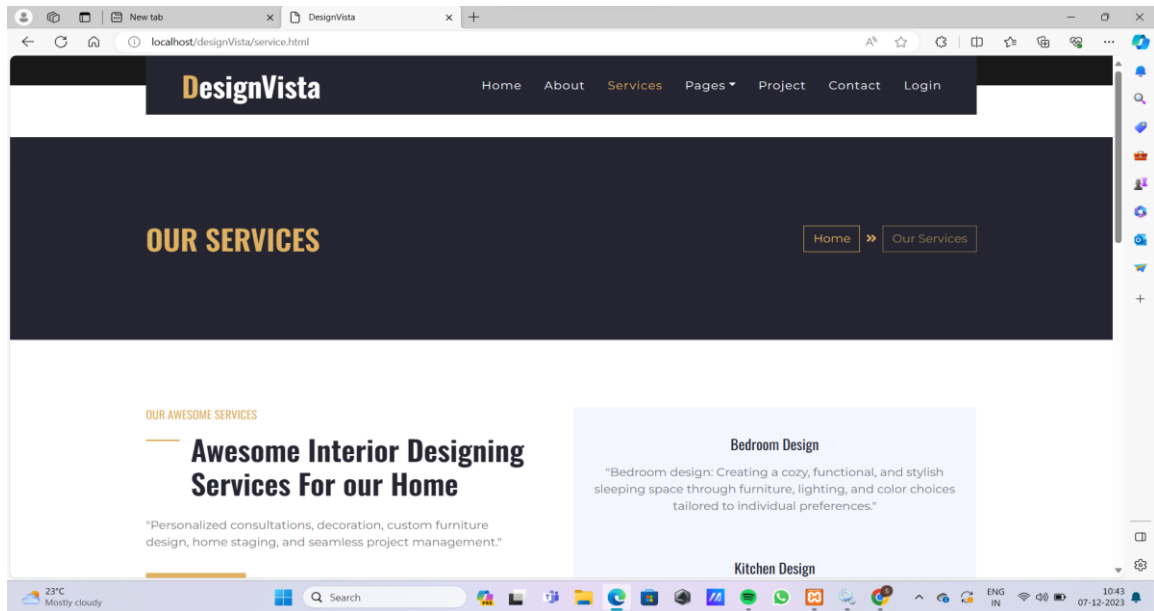 New tab
DesignVista
localhost/designVista/service.html
DesignVista
Home About Services Pages Project Contact Login
OUR SERVICES
Home » Our Services
OUR AWESOME SERVICES
Awesome Interior Designing
Services For our Home
"Personalized consultations, decoration, custom furniture
design, home staging, and seamless project management."
Bedroom Design
"Bedroom design: Creating a cozy, functional, and stylish
sleeping space through furniture, lighting, and color choices
tailored to individual preferences."
Kitchen Design
23°C
Mostly cloudy
Search
ENG
IN
10:43
07-12-2023